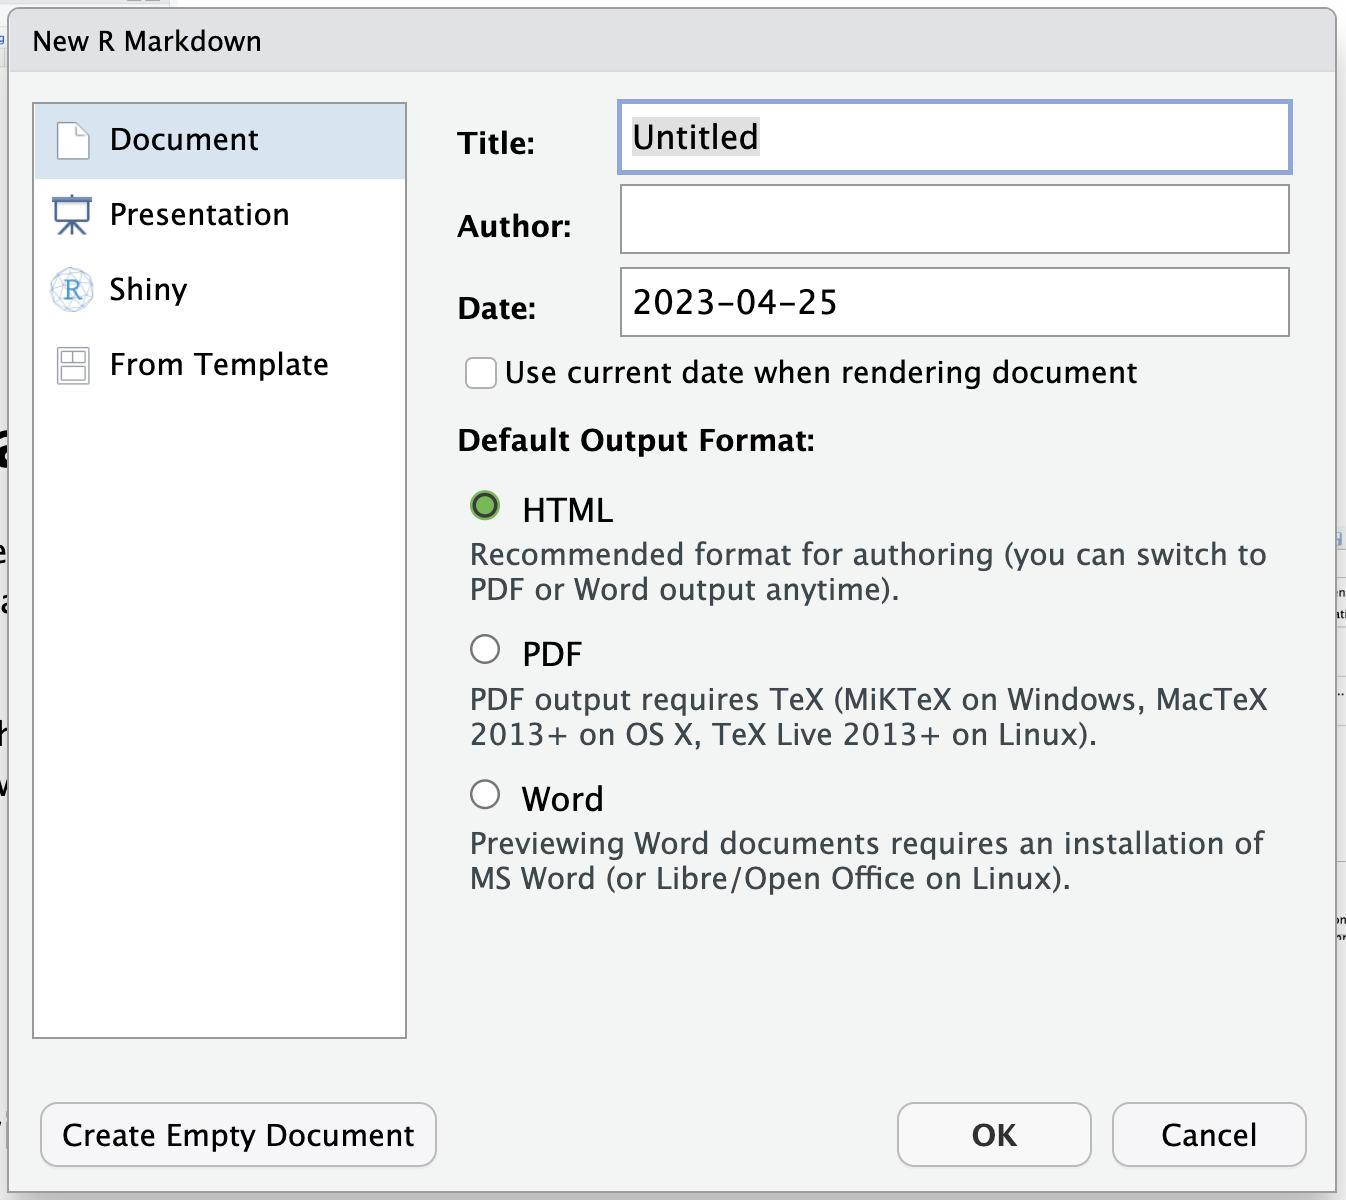 New R Markdown
Document
Presentation
Shiny
From Template
Title:
Untitled
Author:
Date:
2023-04-25
Use current date when rendering document
Default Output Format:
HTML
Recommended format for authoring (you can switch to
PDF or Word output anytime).
PDF
PDF output requires TeX (MiKTeX on Windows, MacTeX
2013+ on OS X, TeX Live 2013+ on Linux).
Word
Previewing Word documents requires an installation of
MS Word (or Libre/Open Office on Linux).
Create Empty Document
OK
Cancel